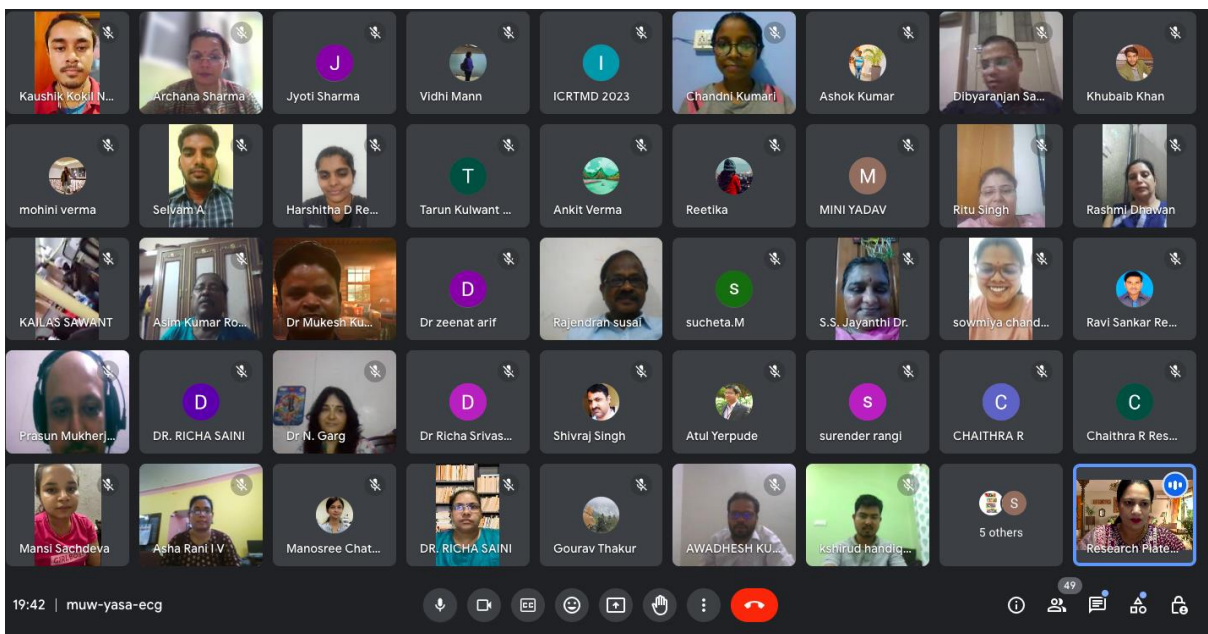 Kaushik Kokil N...
Archana Sharma
J
Jyoti Sharma
Vidhi Mann
I
ICRTMD 2023
Chandni Kumari
Ashok Kumar
Dibyaranjan Sa...
Khubaib Khan
mohini verma
Selvam A
Harshitha D Re...
T
Tarun Kulwant ...
Ankit Verma
Reetika
M
MINI YADAV
Ritu Singh
Rashmi Dhawan
KAILAS SAWANT
Asim Kumar Ro...
Dr Mukesh Ku...
D
Dr zeenat arif
Rajendran susai
s
sucheta.M
S.S. Jayanthi Dr.
sowmiya chand...
Ravi Sankar Re...
Prasun Mukherj...
D
DR. RICHA SAINI
Dr N. Garg
D
Dr Richa Srivas...
Shivraj Singh
Atul Yerpude
s
surender rangi
C
CHAITHRA R
C
Chaithra R Res...
Mansi Sachdeva
Asha Rani I V
Manosree Chat...
DR. RICHA SAINI
Gourav Thakur
AWADHESH KU...
kshirud handiq...
S
5 others
Research Plate...
19:42 | muw-yasa-ecg
CC
49